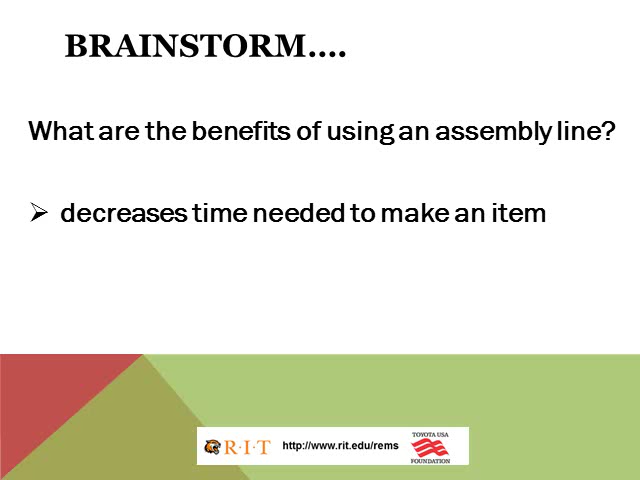 BRAINSTORM....
What are the benefits of using an assembly line?
➢ decreases time needed to make an item
R·I·T
http://www.rit.edu/rems
TOYOTA USA
FOUNDATION